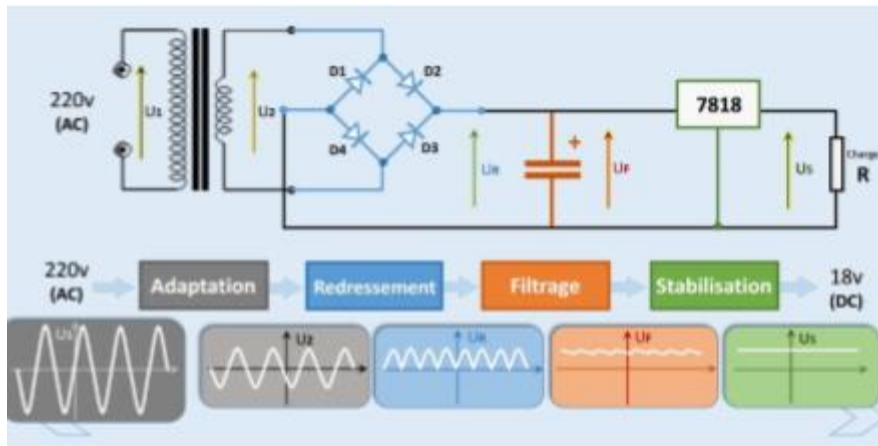 220v
(AC)
U1
U2
D1
D2
D4
D3
UR
+
UF
7818
US
Charge
R
220v
(AC)
Adaptation
Redressement
Filtrage
Stabilisation
18v
(DC)
U1
U2
UR
UF
US